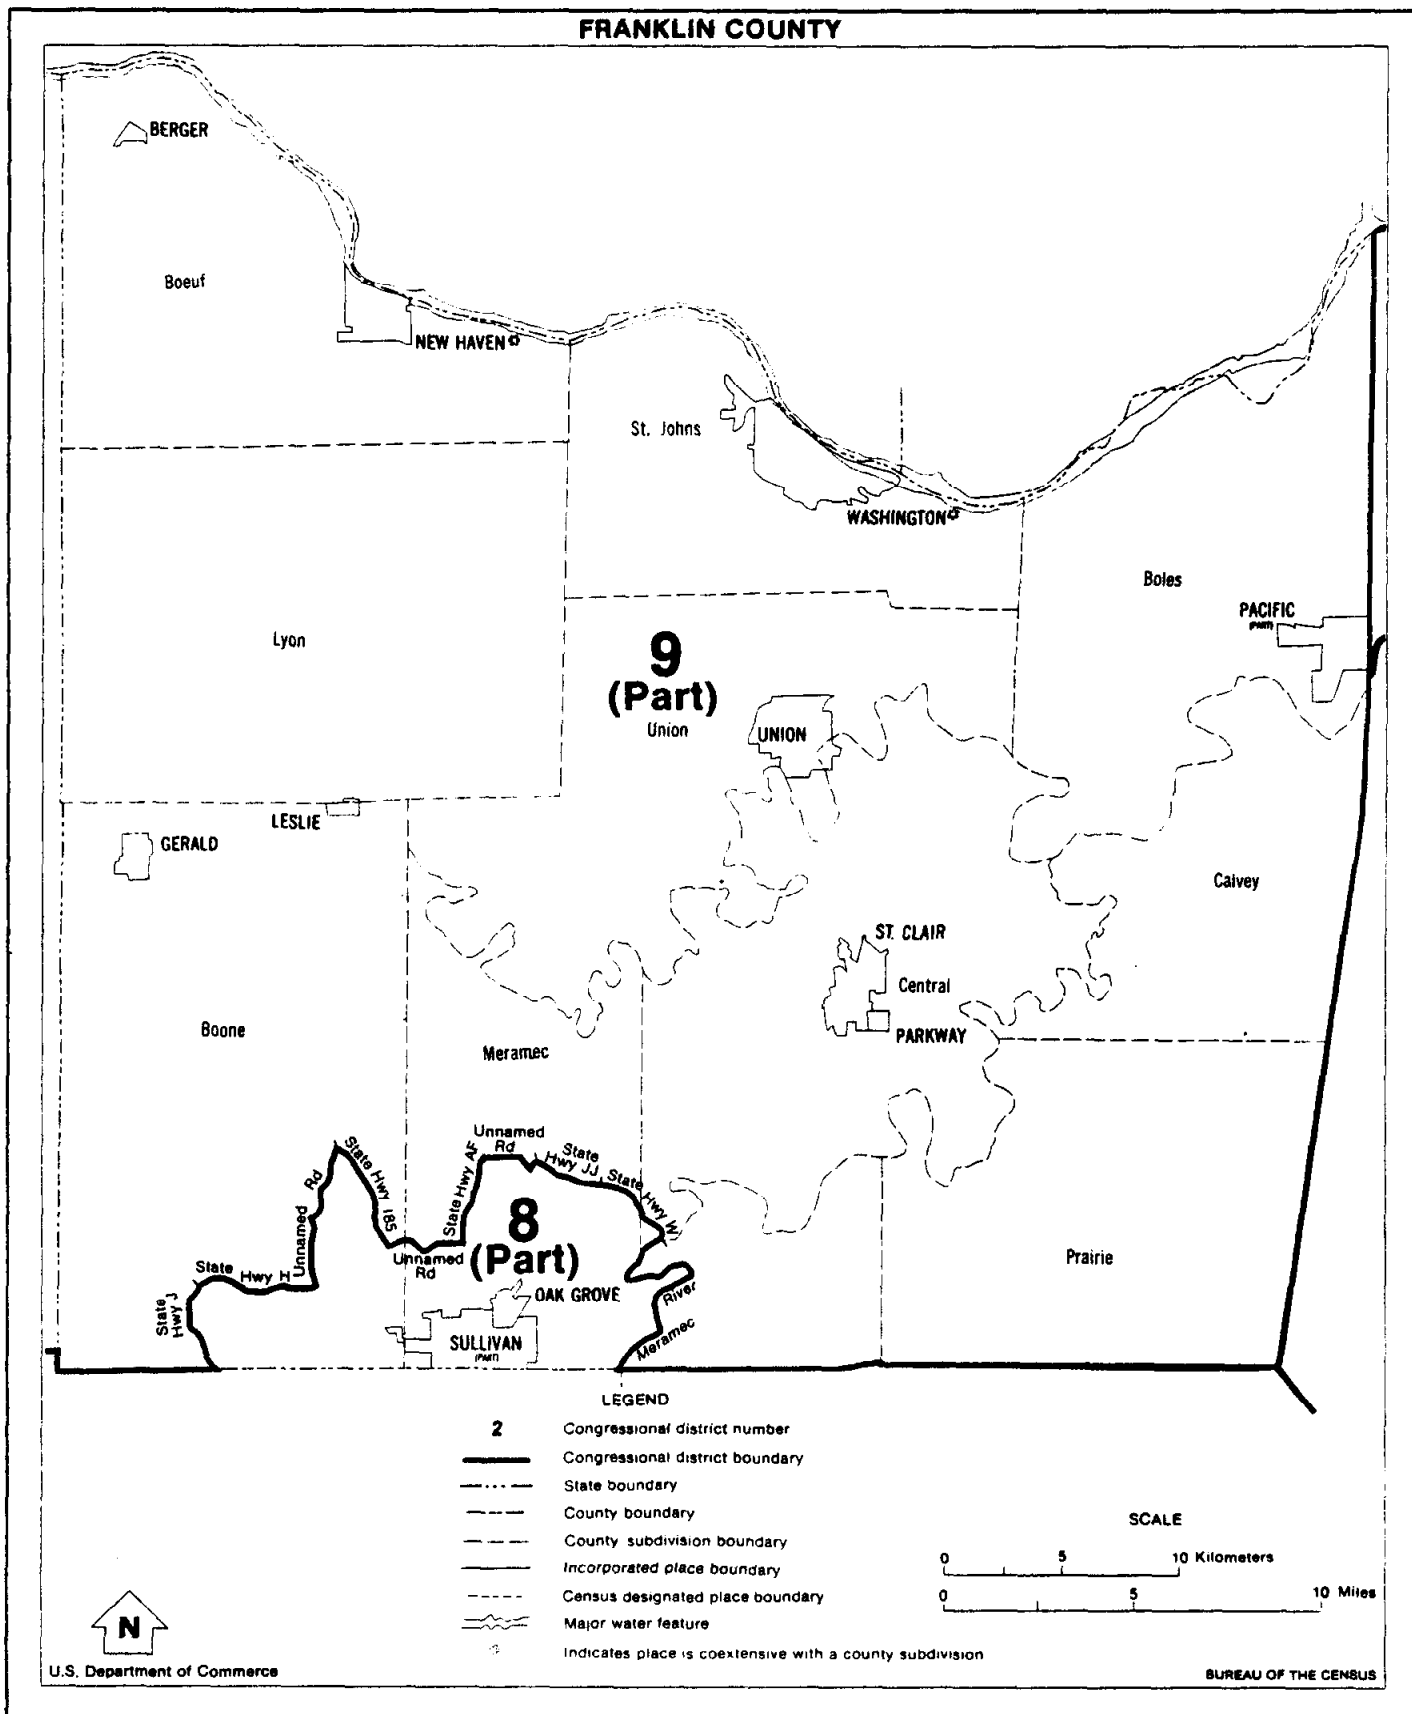 FRANKLIN COUNTY
BERGER
Boeuf
NEW HAVEN
St. Johns
WASHINGTON
Boles
PACIFIC
(PART)
Lyon
9
(Part)
Union
UNION
LESLIE
GERALD
Calvey
ST. CLAIR
Central
PARKWAY
Boone
Meramec
Unnamed
Rd
State
Hwy JJ
State
Hwy W
State Hwy AF
State Hwy 185
Unnamed
Rd
8
(Part)
Unnamed
Rd
State
Hwy H
State
Hwy J
OAK GROVE
SULLIVAN
(PART)
River
Meramec
Prairie
LEGEND
2 Congressional district number
Congressional district boundary
State boundary
County boundary
County subdivision boundary
Incorporated place boundary
Census designated place boundary
Major water feature
Indicates place is coextensive with a county subdivision
SCALE
0 5 10 Kilometers
0 5 10 Miles
N
U.S. Department of Commerce
BUREAU OF THE CENSUS